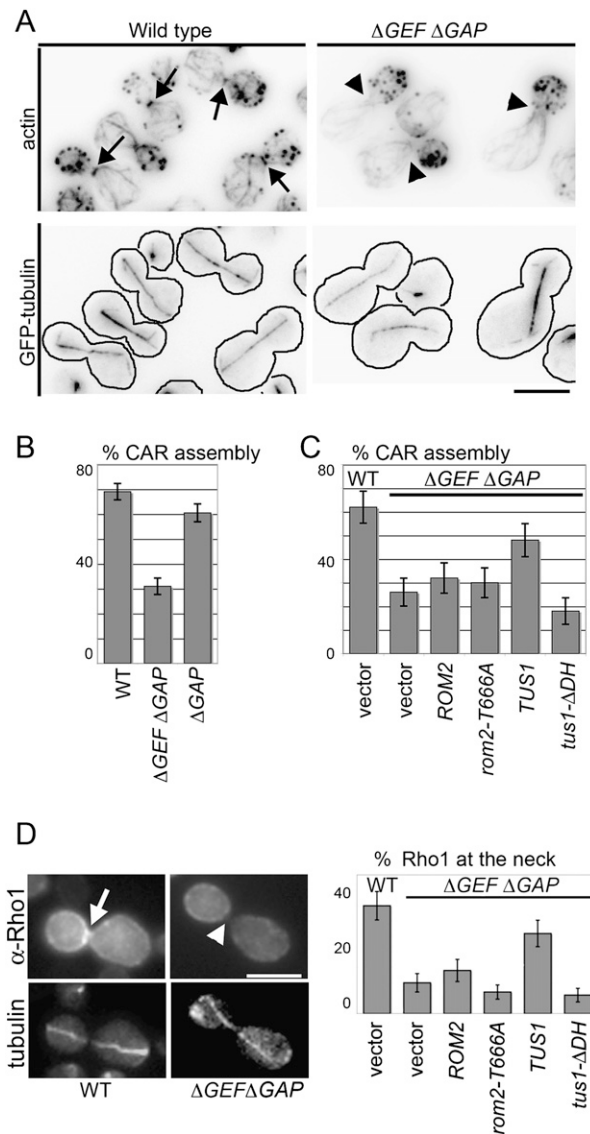 A
Wild type
ΔGEF ΔGAP
actin
GFP-tubulin
B
% CAR assembly
80
40
0
WT
ΔGEF ΔGAP
ΔGAP
C
% CAR assembly
WT ΔGEF ΔGAP
80
40
0
vector
vector
ROM2
rom2-T666A
TUS1
tus1-ΔDH
D
α-Rho1
tubulin
WT
ΔGEFΔGAP
% Rho1 at the neck
WT ΔGEF ΔGAP
40
20
0
vector
vector
ROM2
rom2-T666A
TUS1
tus1-ΔDH